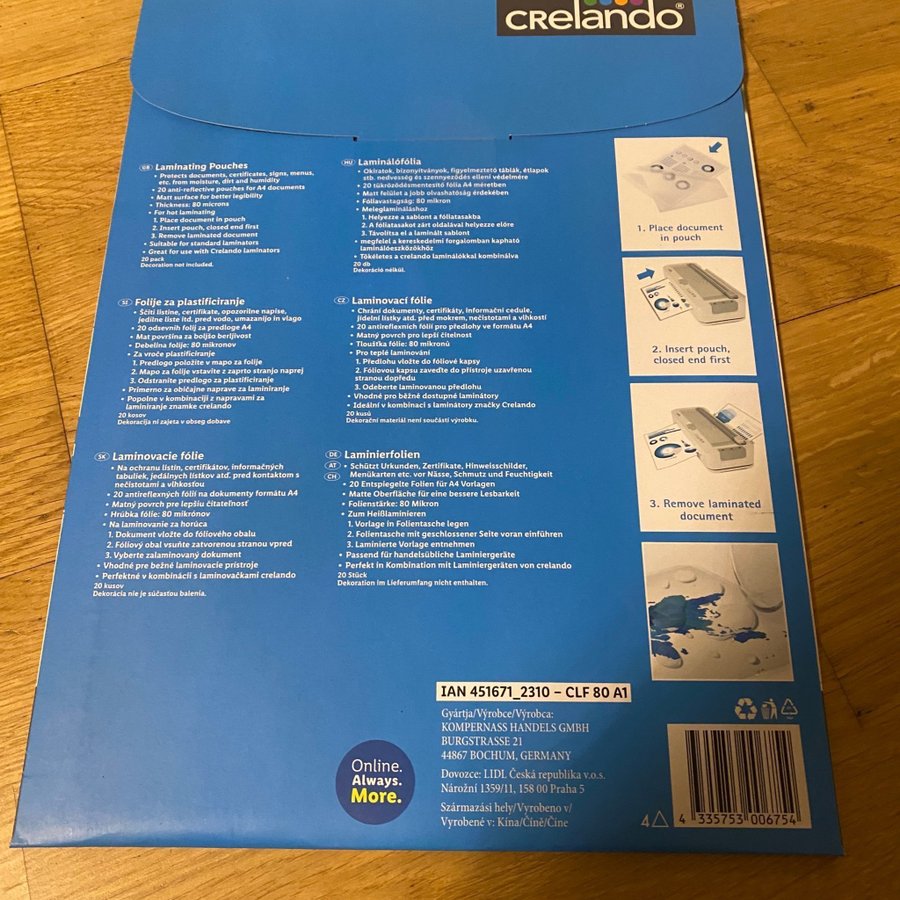 crelando®
GB Laminating Pouches
• Protects documents, certificates, signs, menus,
etc. from moisture, dirt and humidity
• 20 anti-reflective pouches for A4 documents
• Matt surface for better legibility
• Thickness: 80 microns
• For hot laminating
1. Place document in pouch
2. Insert pouch, closed end first
3. Remove laminated document
• Suitable for standard laminators
• Great for use with Crelando laminators
20 pack
Decoration not included.
HU Laminálófólia
• Okiratok, bizonyítványok, figyelmeztető táblák, étlapok
stb. nedvesség és szennyeződés elleni védelmére
• 20 tükröződésmentesítő fólia A4 méretben
• Matt felület a jobb olvashatóság érdekében
• Fóliavastagság: 80 mikron
• Meleglamináláshoz
1. Helyezze a sablont a fóliatasakba
2. A fóliatasakot zárt oldalával helyezze előre
3. Távolítsa el a laminált sablont
• megfelel a kereskedelmi forgalomban kapható
laminálóeszközökhöz
• Tökéletes a crelando laminálókkal kombinálva
20 db
Dekoráció nélkül.
SI Folije za plastificiranje
• Ščiti listine, certifikate, opozorilne napise,
jedilne liste itd. pred vodo, umazanijo in vlago
• 20 odsevnih folij za predloge A4
• Mat površina za boljšo berljivost
• Debelina folije: 80 mikronov
• Za vroče plastificiranje
1. Predlogo položite v mapo za folije
2. Mapo za folije vstavite z zaprto stranjo naprej
3. Odstranite predlogo za plastificiranje
• Primerno za običajne naprave za laminiranje
• Popolne v kombinaciji z napravami za
laminiranje znamke crelando
20 kosov
Dekoracija ni zajeta v obseg dobave
CZ Laminovací fólie
• Chrání dokumenty, certifikáty, informační cedule,
jídelní lístky atd. před mokrem, nečistotami a vlhkostí
• 20 antireflexních fólií pro předlohy ve formátu A4
• Matný povrch pro lepší čitelnost
• Tloušťka fólie: 80 mikronů
• Pro teplé laminování
1. Předlohu vložte do fóliové kapsy
2. Fóliovou kapsu zaveďte do přístroje uzavřenou
stranou dopředu
3. Odeberte laminovanou předlohu
• Vhodné pro běžně dostupné laminátory
• Ideální v kombinaci s laminátory značky Crelando
20 kusů
Dekorační materiál není součástí výrobku.
SK Laminovacie fólie
• Na ochranu listín, certifikátov, informačných
tabuliek, jedálnych lístkov atď. pred kontaktom s
nečistotami a vlhkosťou
• 20 antireflexných fólií na dokumenty formátu A4
• Matný povrch pre lepšiu čitateľnosť
• Hrúbka fólie: 80 mikrónov
• Na laminovanie za horúca
1. Dokument vložte do fóliového obalu
2. Fóliový obal vsuňte zatvorenou stranou vpred
3. Vyberte zalaminovaný dokument
• Vhodné pre bežné laminovacie prístroje
• Perfektné v kombinácii s laminovačkami crelando
20 kusov
Dekorácia nie je súčasťou balenia.
DE AT CH Laminierfolien
• Schützt Urkunden, Zertifikate, Hinweisschilder,
Menükarten etc. vor Nässe, Schmutz und Feuchtigkeit
• 20 Entspiegelte Folien für A4 Vorlagen
• Matte Oberfläche für eine bessere Lesbarkeit
• Folienstärke: 80 Mikron
• Zum Heißlaminieren
1. Vorlage in Folientasche legen
2. Folientasche mit geschlossener Seite voran einführen
3. Laminierte Vorlage entnehmen
• Passend für handelsübliche Laminiergeräte
• Perfekt in Kombination mit Laminiergeräten von crelando
20 Stück
Dekoration im Lieferumfang nicht enthalten.
1. Place document
in pouch
2. Insert pouch,
closed end first
3. Remove laminated
document
IAN 451671_2310 – CLF 80 A1
Gyártja/Výrobce/Výrobca:
KOMPERNASS HANDELS GMBH
BURGSTRASSE 21
44867 BOCHUM, GERMANY
Dovozce: LIDL Česká republika v.o.s.
Nárožní 1359/11, 158 00 Praha 5
Származási hely/Vyrobeno v/
Vyrobené v: Kína/Číně/Číne
Online.
Always.
More.
4
4 335753 006754